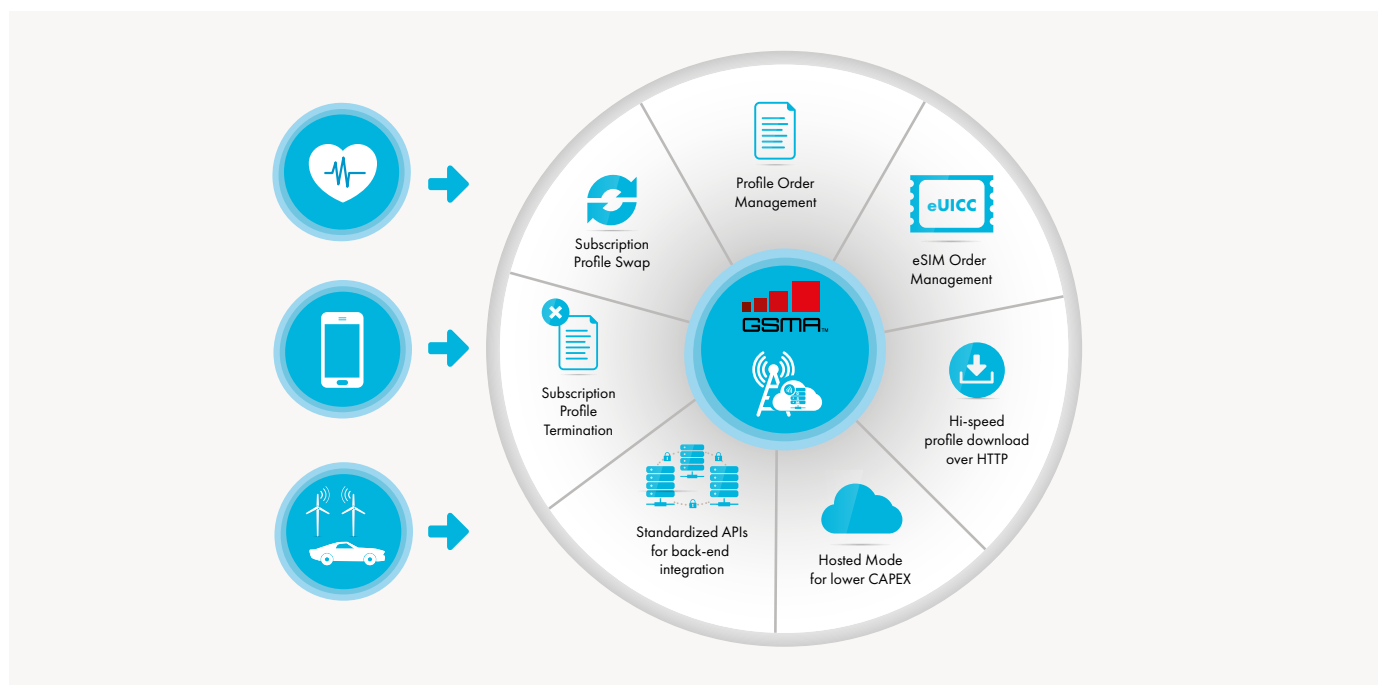 Profile Order
Management
eUICC
eSIM Order
Management
Hi-speed
profile download
over HTTP
Hosted Mode
for lower CAPEX
Standardized APIs
for back-end
integration
Subscription
Profile
Termination
Subscription
Profile Swap
GSMA™